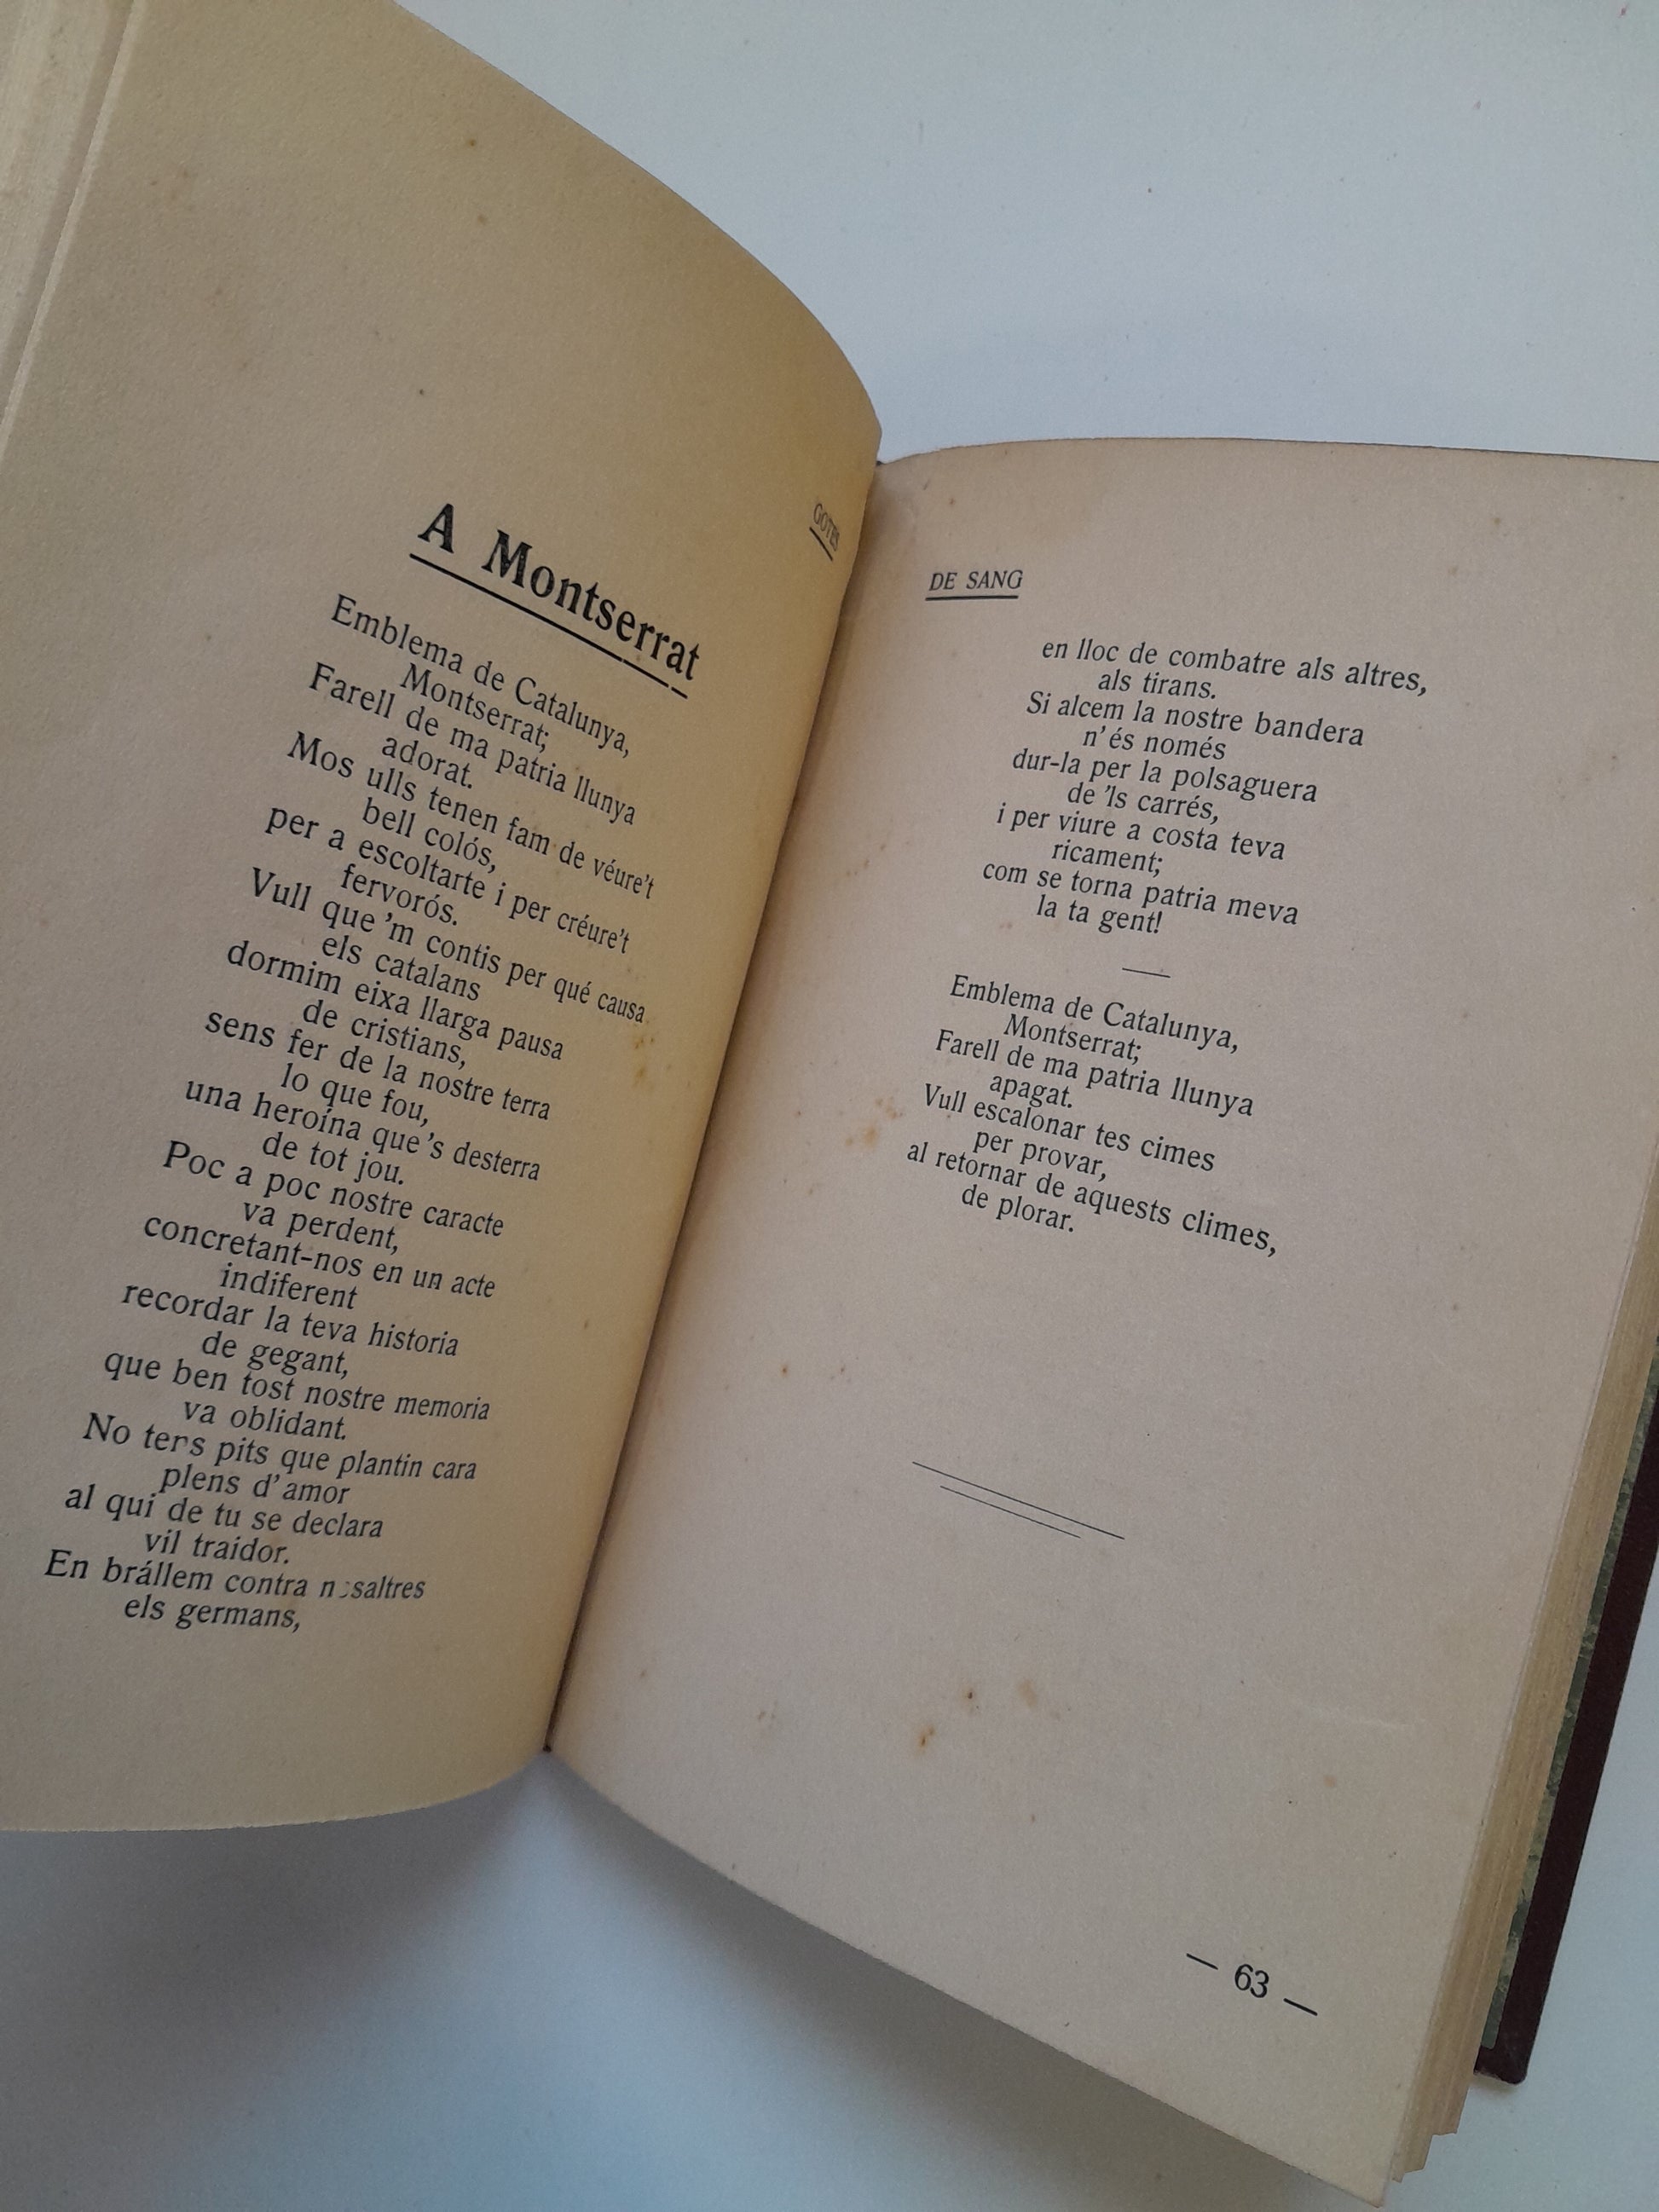 GOTES
A Montserrat
Emblema de Catalunya,
Montserrat;
Farell de ma patria llunya
adorat.
Mos ulls tenen fam de véure't
bell colós,
per a escoltarte i per créure't
fervorós.
Vull que 'm contis per qué causa
els catalans
dormim eixa llarga pausa
de cristians,
sens fer de la nostre terra
lo que fou,
una heroína que 's desterra
de tot jou.
Poc a poc nostre caracte
va perdent,
concretant-nos en un acte
indiferent
recordar la teva historia
de gegant,
que ben tost nostre memoria
va oblidant.
No tens pits que plantin cara
plens d'amor
al qui de tu se declara
vil traidor.
En brállem contra nosaltres
els germans,
DE SANG
en lloc de combatre als altres,
als tirans.
Si alcem la nostre bandera
n'és només
dur-la per la polsaguera
de 'ls carrés,
i per viure a costa teva
ricament;
com se torna patria meva
la ta gent!
Emblema de Catalunya,
Montserrat;
Farell de ma patria llunya
apagat.
Vull escalonar tes cimes
per provar,
al retornar de aquests climes,
de plorar.
— 63 —